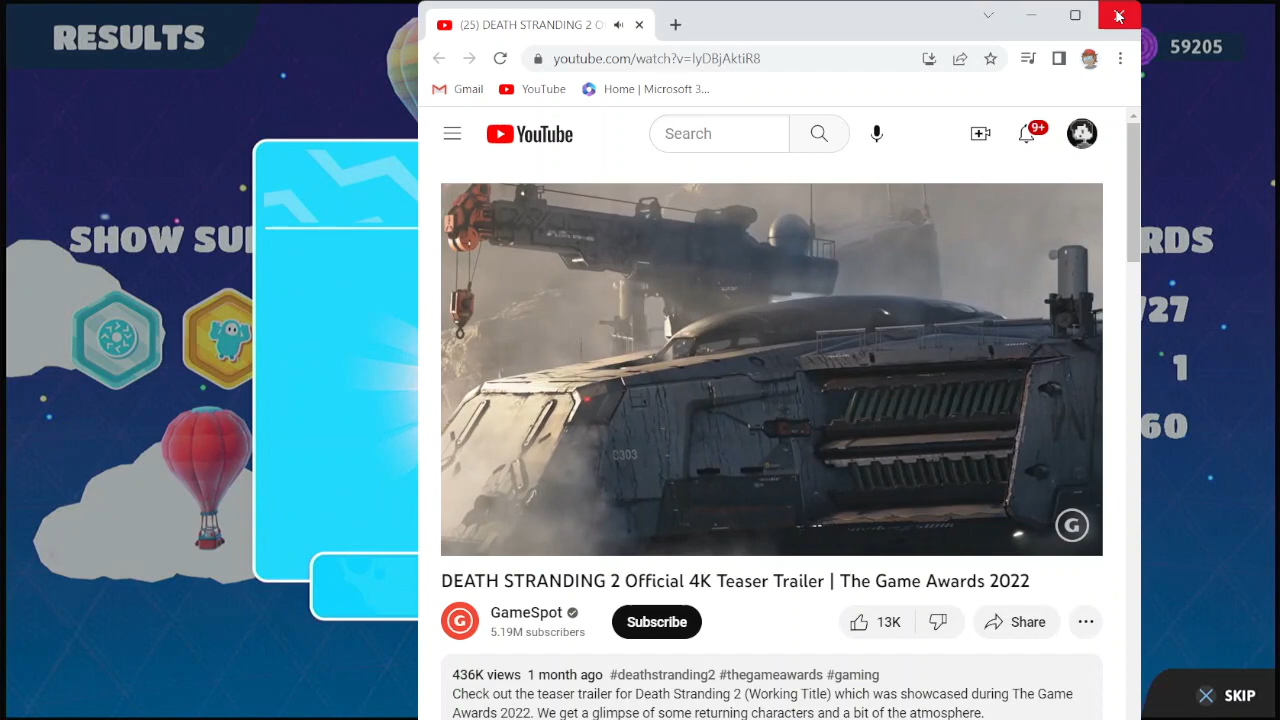 RESULTS
(25) DEATH STRANDING 2 O
59205
youtube.com/watch?v=lyDBjAktiR8
Gmail
YouTube
Home | Microsoft 3...
YouTube
Search
9+
SHOW SU
RDS
727
1
60
0303
G
DEATH STRANDING 2 Official 4K Teaser Trailer | The Game Awards 2022
G
GameSpot
5.19M subscribers
Subscribe
13K
Share
436K views 1 month ago #deathstranding2 #thegameawards #gaming
Check out the teaser trailer for Death Stranding 2 (Working Title) which was showcased during The Game
Awards 2022. We get a glimpse of some returning characters and a bit of the atmosphere.
SKIP